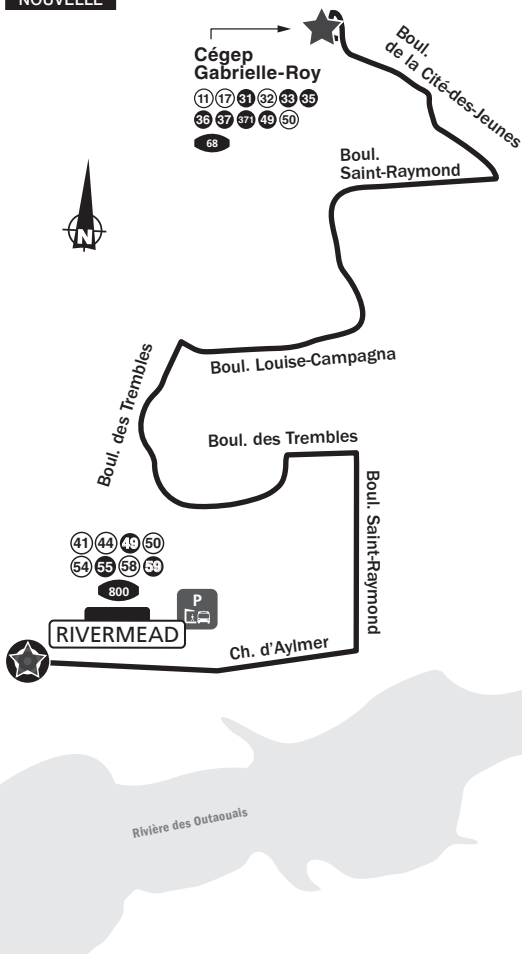 NOUVELLE
Cégep
Gabrielle-Roy
11 17 31 32 33 35
36 37 371 49 50
68
Boul.
de la Cité-des-Jeunes
Boul.
Saint-Raymond
N
Boul. Louise-Campagna
Boul. des Trembles
Boul. des Trembles
Boul. Saint-Raymond
41 44 49 50
54 55 58 59
800
P
RIVERMEAD
Ch. d'Aylmer
Rivière des Outaouais